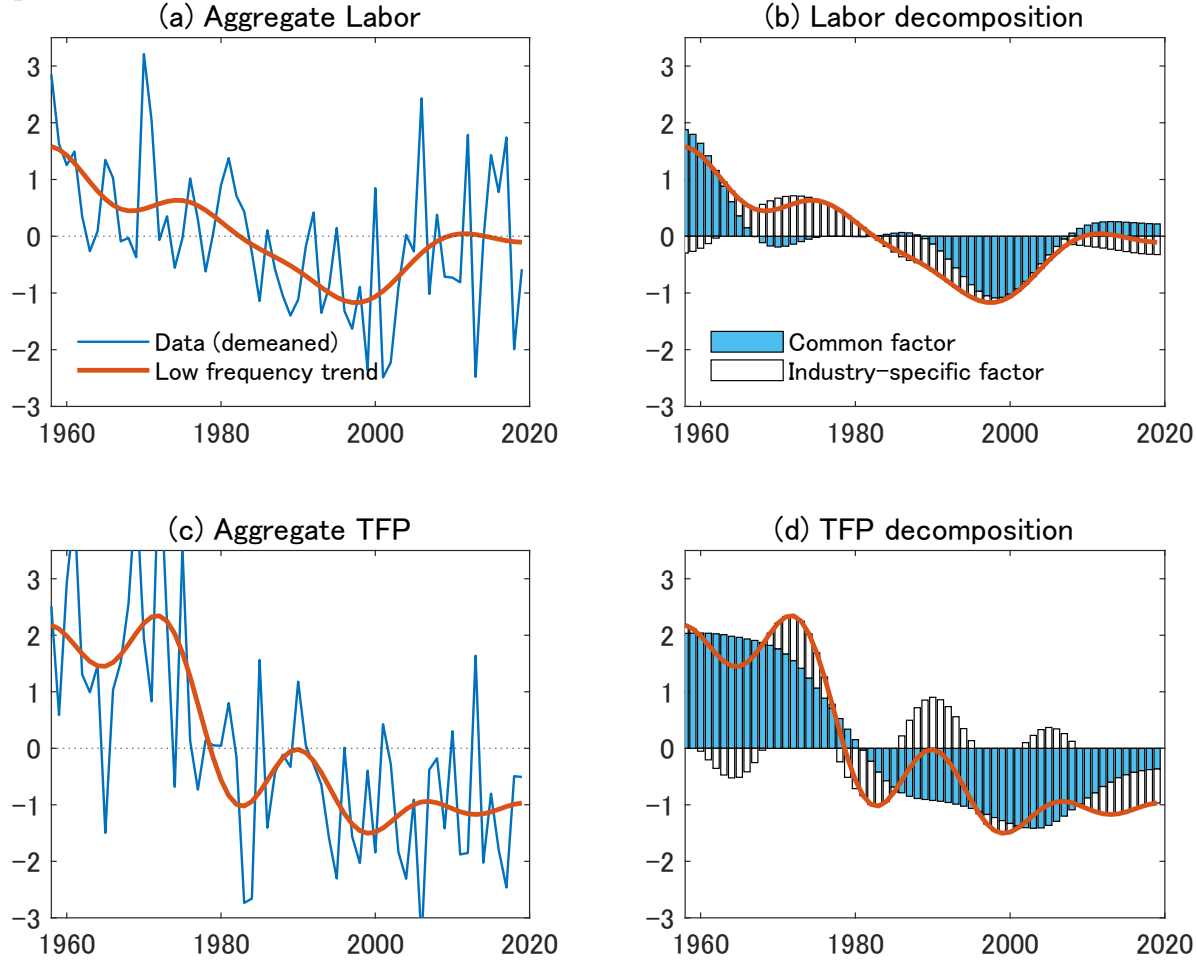 (a) Aggregate Labor
3
2
1
0
−1
−2
−3
Data (demeaned)
Low frequency trend
1960 1980 2000 2020
(b) Labor decomposition
3
2
1
0
−1
−2
−3
Common factor
Industry-specific factor
1960 1980 2000 2020
(c) Aggregate TFP
3
2
1
0
−1
−2
−3
1960 1980 2000 2020
(d) TFP decomposition
3
2
1
0
−1
−2
−3
1960 1980 2000 2020